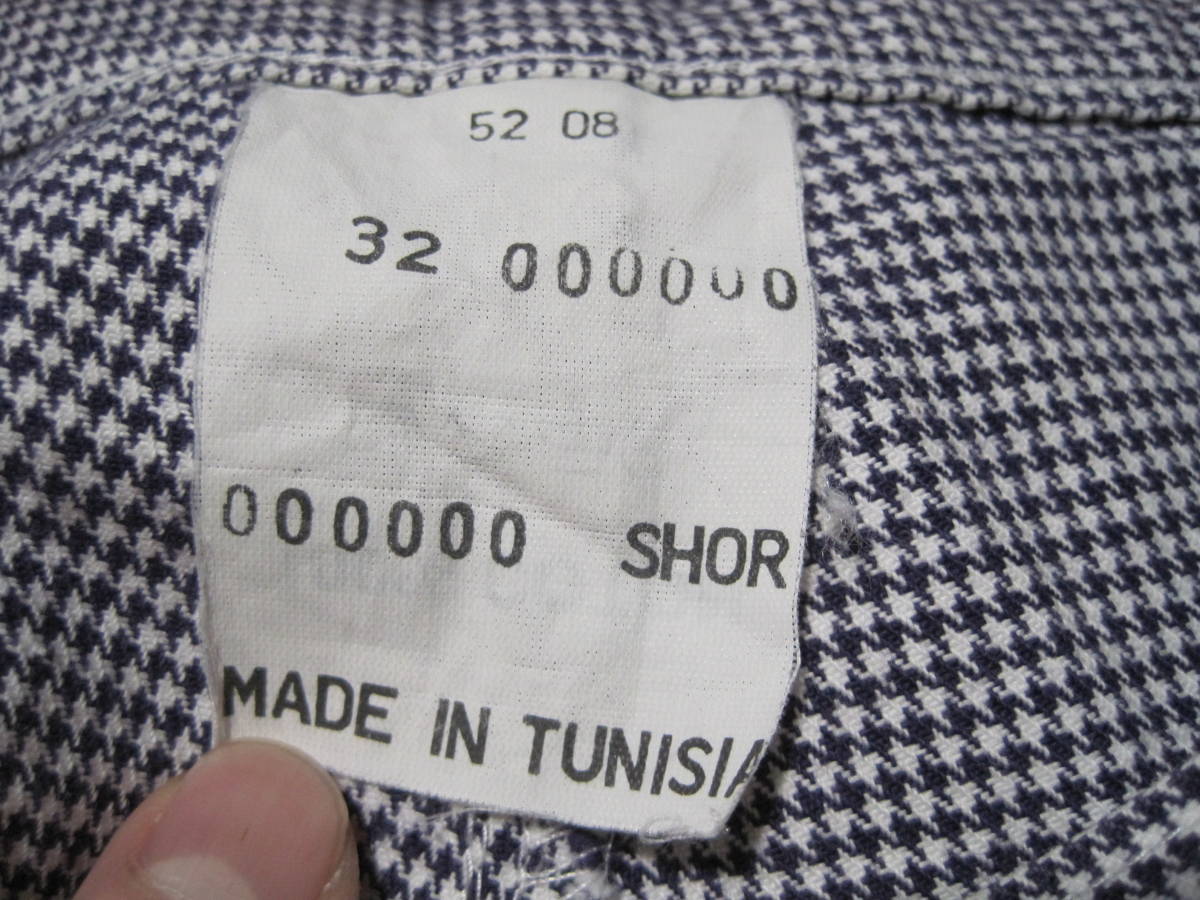 52 08
32 000000
000000 SHOR
MADE IN TUNISIA